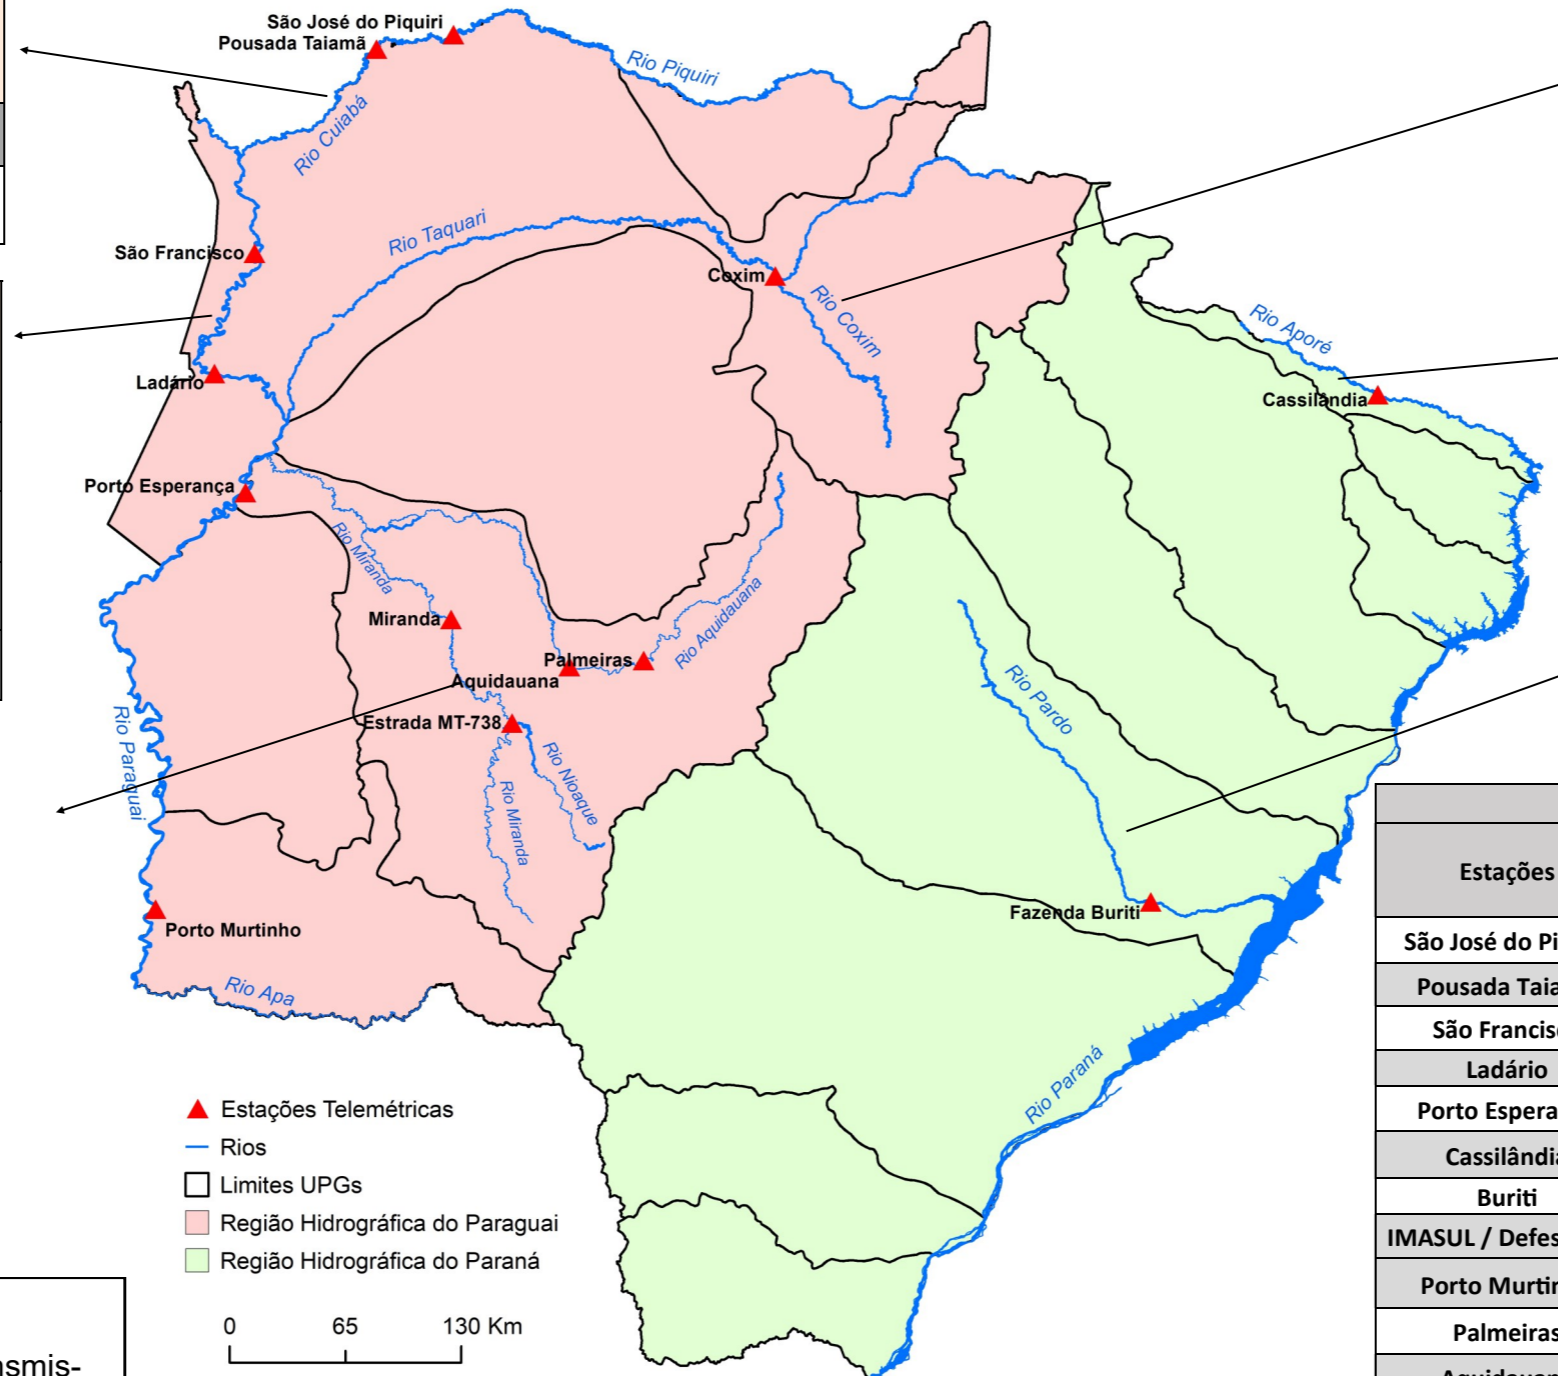 São José do Piquiri
Pousada Taiamã
Rio Piquiri
Rio Cuiabá
São Francisco
Rio Taquari
Coxim
Rio Coxim
Rio Aporé
Ladário
Cassilândia
Porto Esperança
Rio Miranda
Miranda
Rio Aquidauana
Palmeiras
Aquidauana
Estrada MT-738
Rio Pardo
Rio Paraguai
Rio Nioaque
Rio Miranda
Fazenda Buriti
Porto Murtinho
Rio Apa
Rio Paraná
Estações Telemétricas
Rios
Limites UPGs
Região Hidrográfica do Paraguai
Região Hidrográfica do Paraná
0 65 130 Km
nsmis-
Estações
São José do Pi
Pousada Taia
São Francis
Ladário
Porto Espera
Cassilândi
Buriti
IMASUL / Defes
Porto Murti
Palmeiras